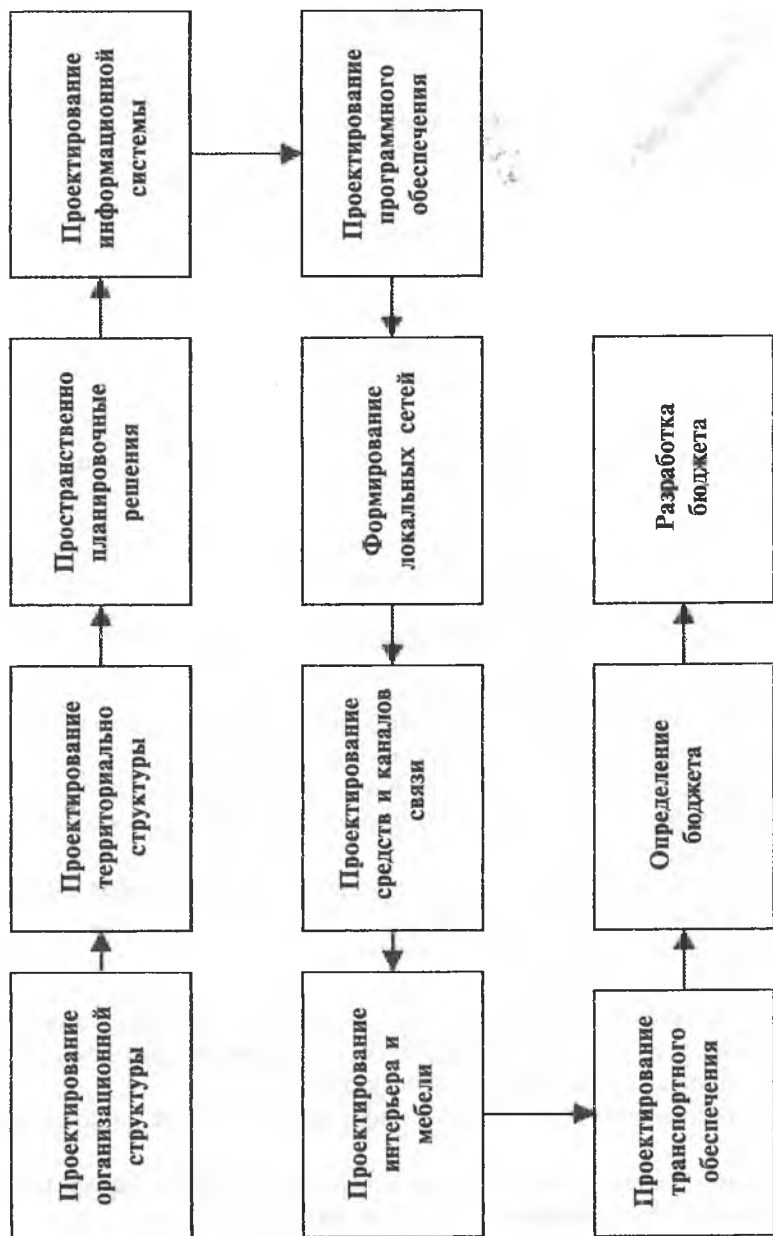 Проектирование
организационной
структуры
Проектирование
территориально
структуры
Пространственно
планировочные
решения
Проектирование
информационной
системы
Проектирование
программного
обеспечения
Формирование
локальных сетей
Проектирование
средств и каналов
связи
Проектирование
интерьера и
мебели
Проектирование
транспортного
обеспечения
Определение
бюджета
Разработка
бюджета